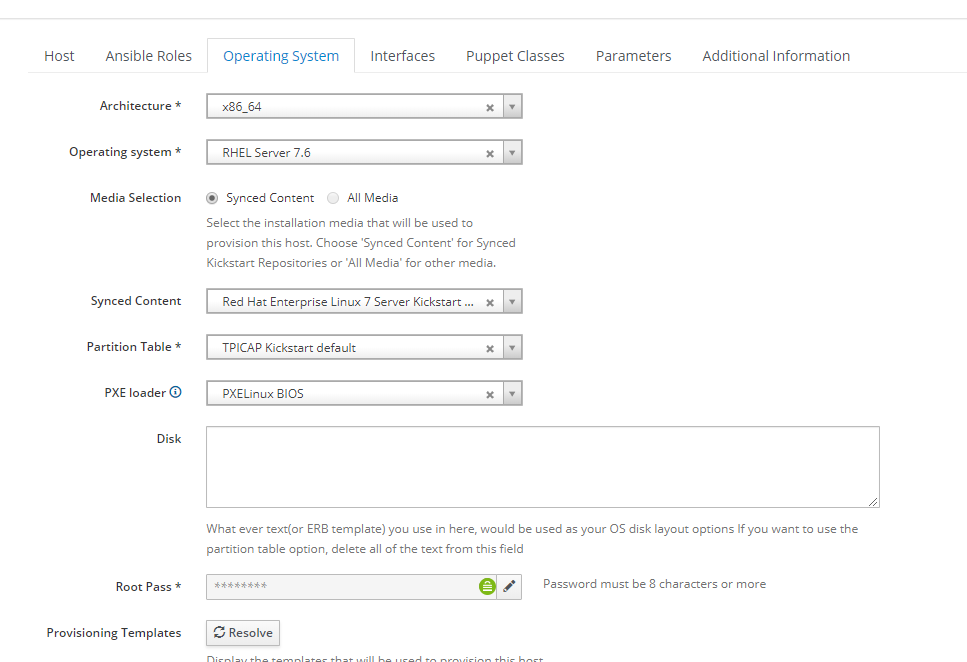 Host Ansible Roles Operating System Interfaces Puppet Classes Parameters Additional Information
Architecture * x86_64
Operating system * RHEL Server 7.6
Media Selection Synced Content All Media
Select the installation media that will be used to
provision this host. Choose 'Synced Content' for Synced
Kickstart Repositories or 'All Media' for other media.
Synced Content Red Hat Enterprise Linux 7 Server Kickstart ...
Partition Table * TPICAP Kickstart default
PXE loader PXELinux BIOS
Disk
What ever text(or ERB template) you use in here, would be used as your OS disk layout options If you want to use the
partition table option, delete all of the text from this field
Root Pass * ******** Password must be 8 characters or more
Provisioning Templates Resolve
Display the templates that will be used to provision this host